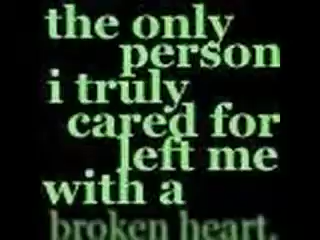 the only
person
i truly
cared for
left me
with a
broken heart.